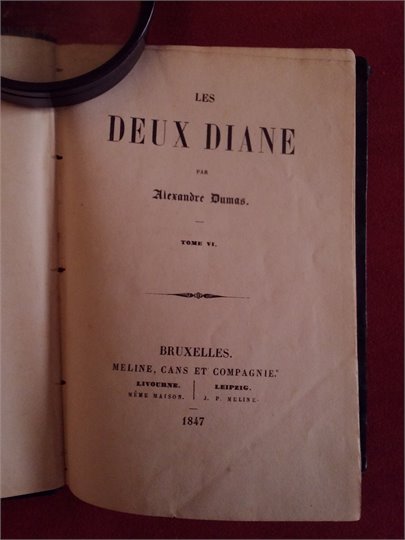 LES
DEUX DIANE
PAR
Alexandre Dumas.
TOME VI.
BRUXELLES.
MELINE, CANS ET COMPAGNIE.
LIVOURNE. LEIPZIG.
MÊME MAISON. J. P. MELINE.
1847